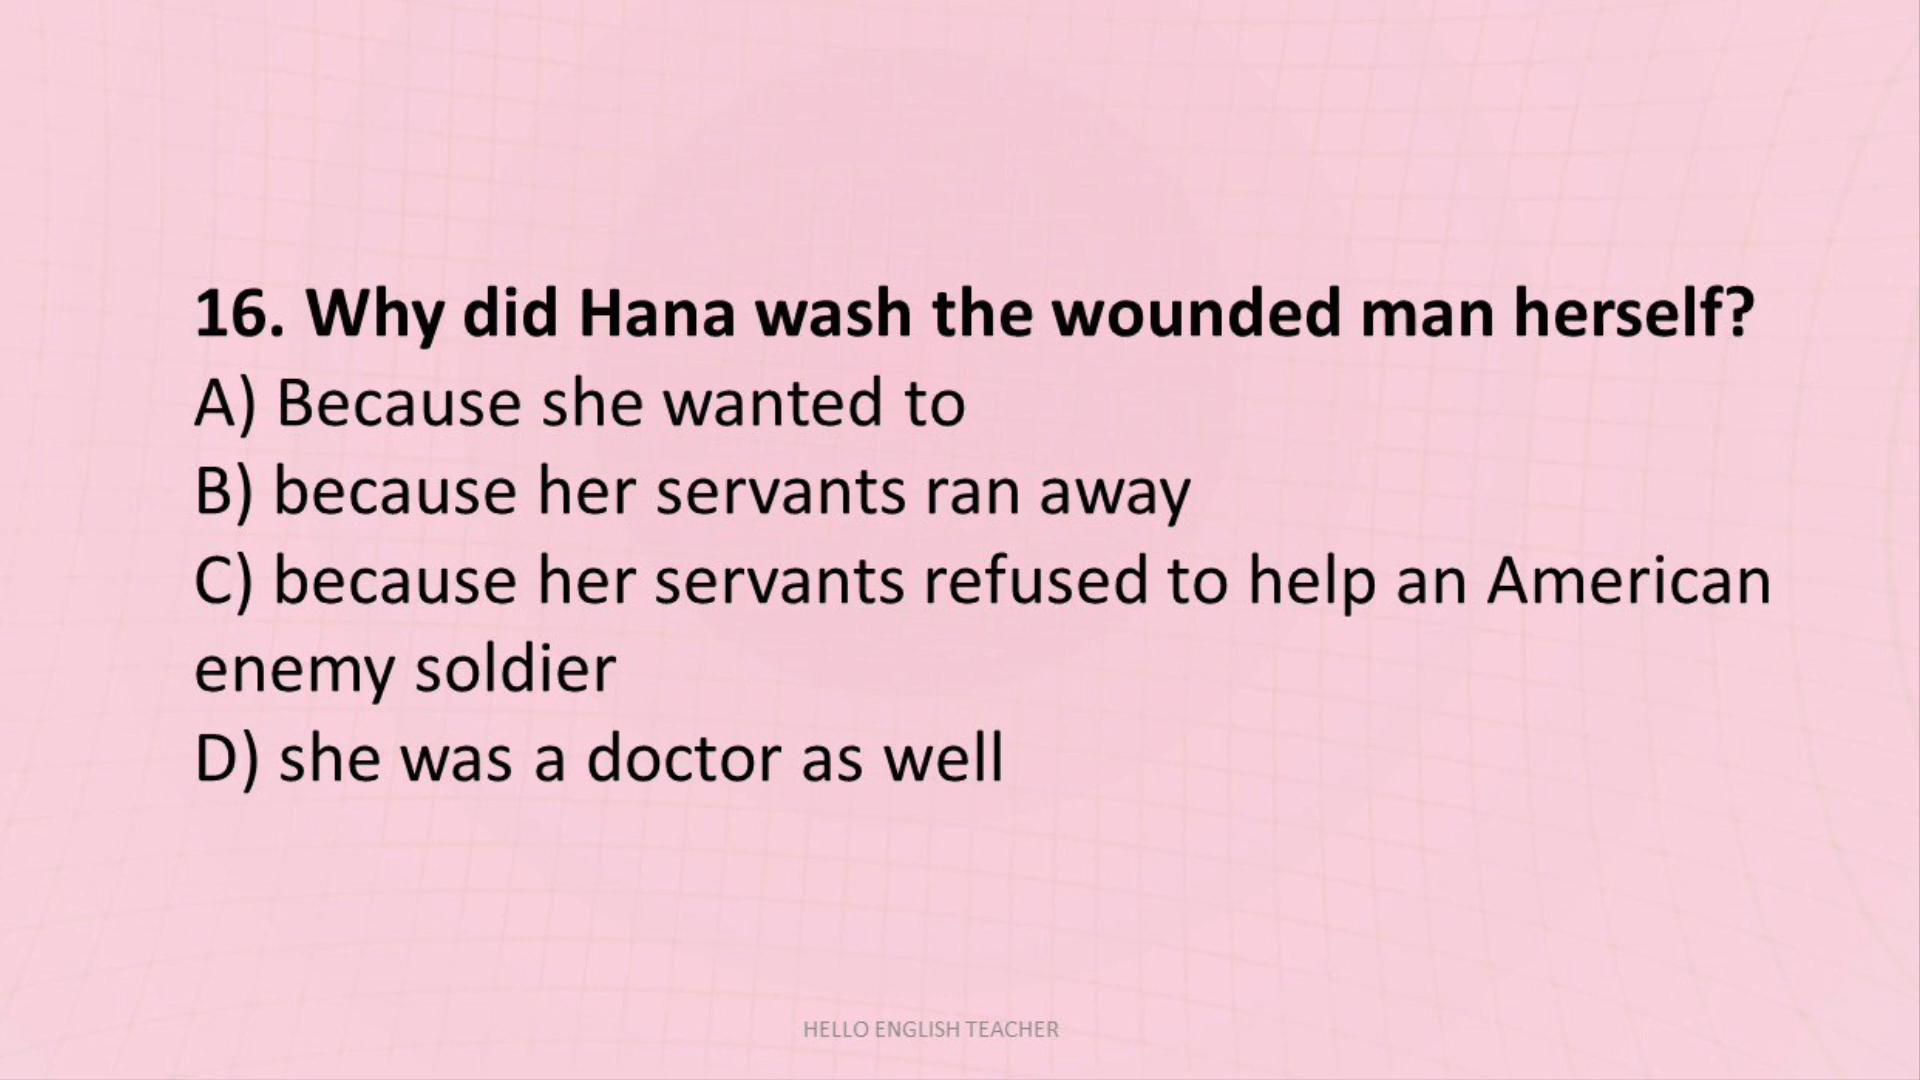 16. Why did Hana wash the wounded man herself?
A) Because she wanted to
B) because her servants ran away
C) because her servants refused to help an American
enemy soldier
D) she was a doctor as well
HELLO ENGLISH TEACHER